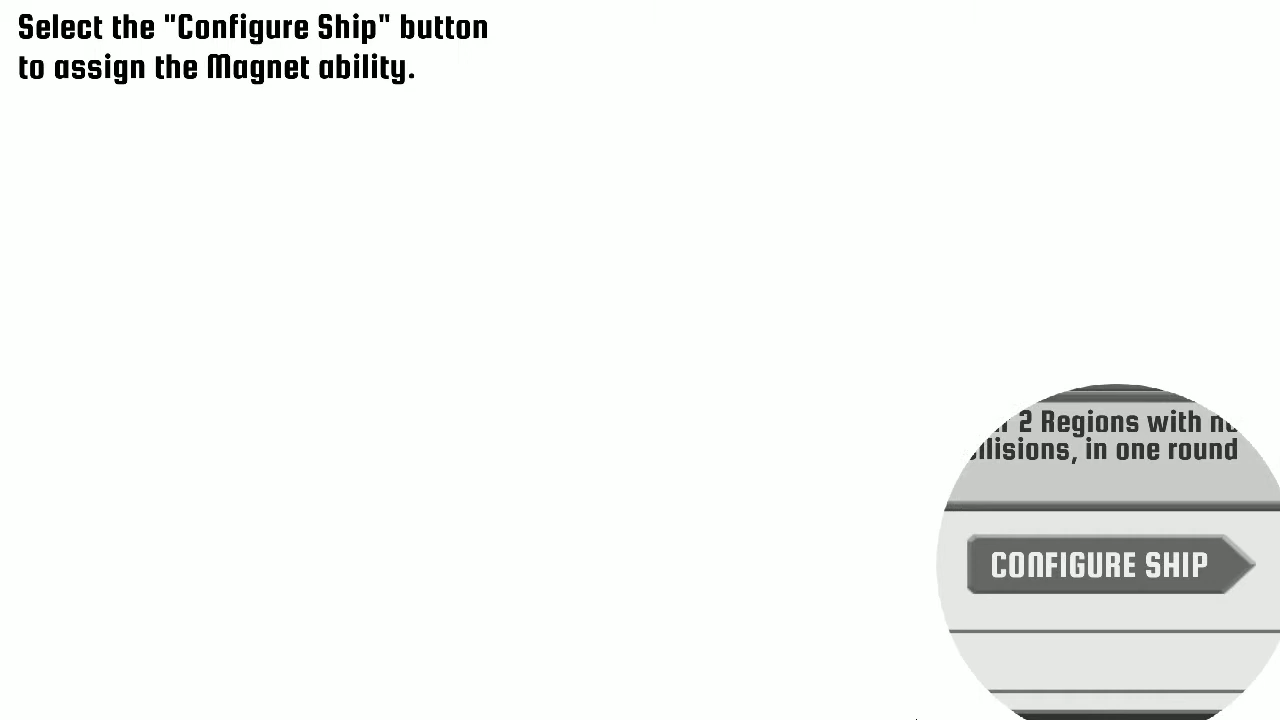 Select the "Configure Ship" button
to assign the Magnet ability.
2 Regions with
in one round
CONFIGURE SHIP